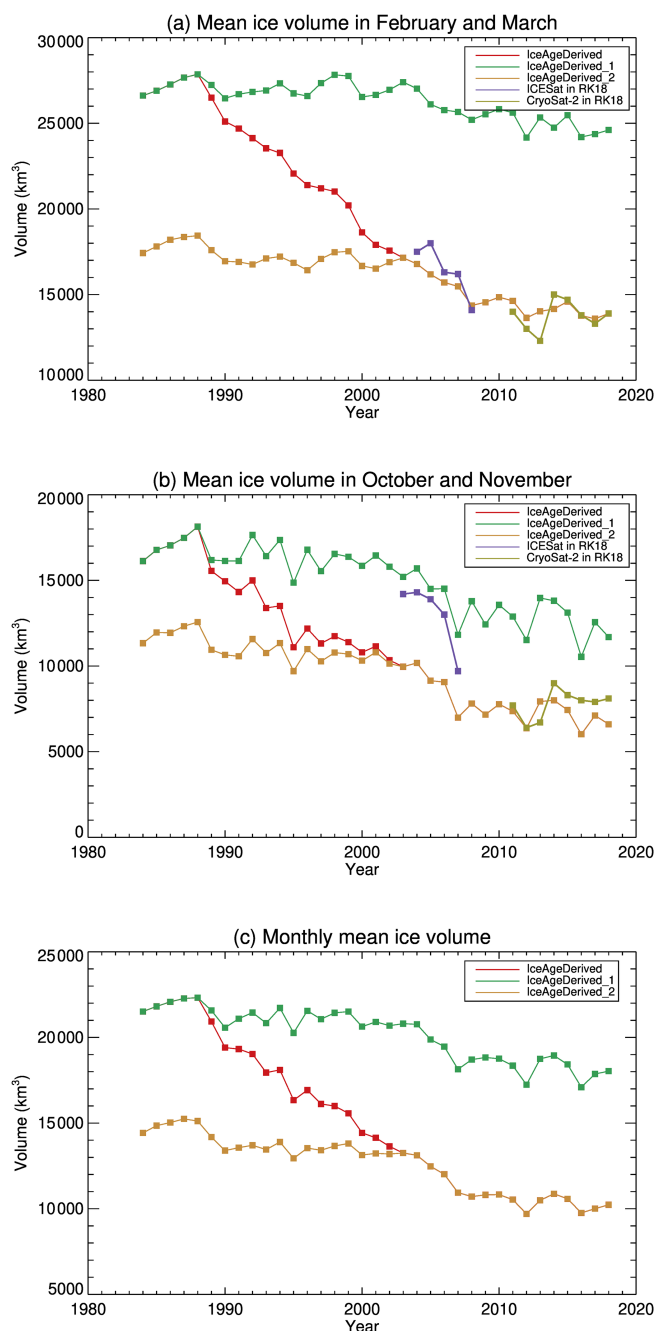 (a) Mean ice volume in February and March
30000
25000
20000
15000
10000
Volume (km³)
IceAgeDerived
IceAgeDerived_1
IceAgeDerived_2
ICESat in RK18
CryoSat-2 in RK18
1980 1990 2000 2010 2020
Year
(b) Mean ice volume in October and November
20000
15000
10000
5000
0
Volume (km³)
IceAgeDerived
IceAgeDerived_1
IceAgeDerived_2
ICESat in RK18
CryoSat-2 in RK18
1980 1990 2000 2010 2020
Year
(c) Monthly mean ice volume
25000
20000
15000
10000
5000
Volume (km³)
IceAgeDerived
IceAgeDerived_1
IceAgeDerived_2
1980 1990 2000 2010 2020
Year